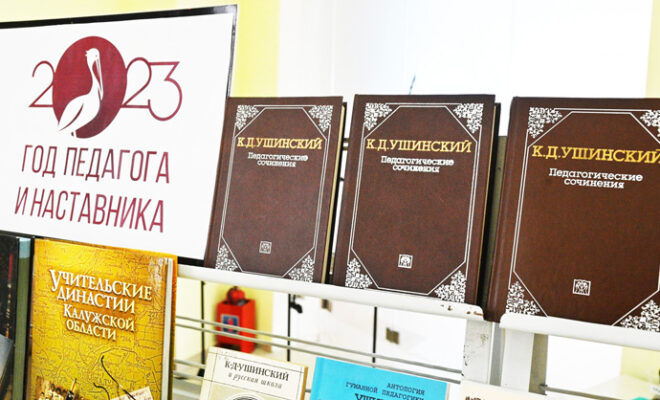 2023
ГОД ПЕДАГОГА
И НАСТАВНИКА
К.Д.УШИНСКИЙ
Педагогические
сочинения
К.Д.УШИНСКИЙ
Педагогические
сочинения
К.Д.УШИНСКИЙ
Педагогические
сочинения
УЧИТЕЛЬСКИЕ
ДИНАСТИИ
КАЛУЖСКОЙ
ОБЛАСТИ
К·Д·УШИНСКИЙ
и русская школа
АНТОЛОГИЯ
ГУМАННОЙ ПЕДАГОГИКИ